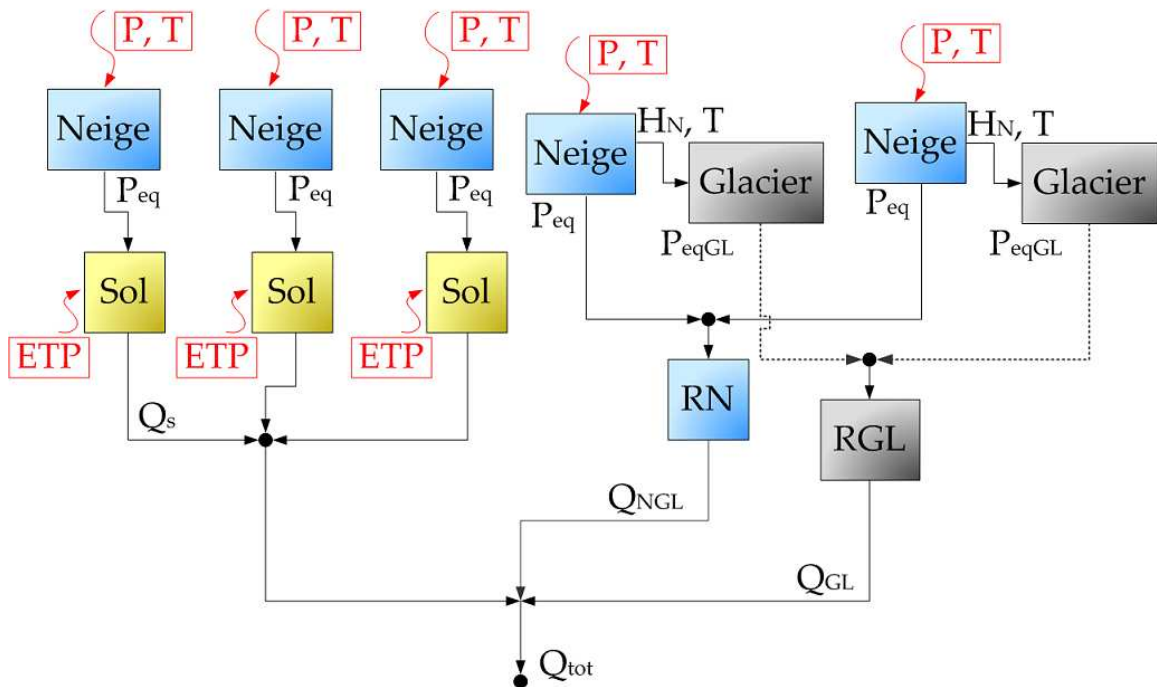 P, T
P, T
P, T
P, T
P, T
Neige
Neige
Neige
Neige
Neige
HN, T
HN, T
Glacier
Glacier
Peq
Peq
Peq
Peq
Peq
PeqGL
PeqGL
Sol
Sol
Sol
ETP
ETP
ETP
RN
RGL
Qs
QNGL
QGL
Qtot